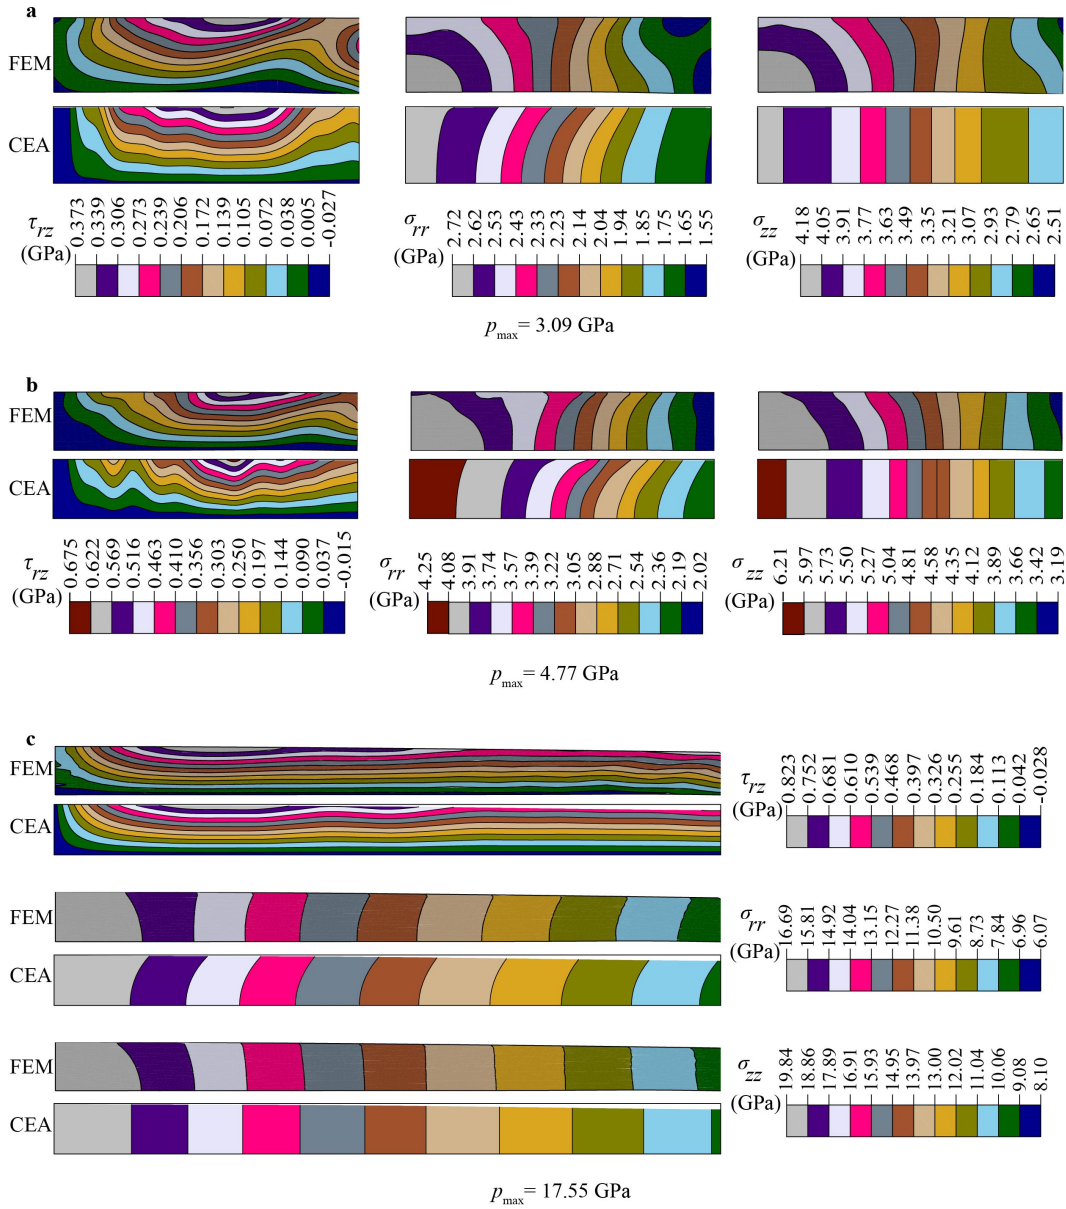 a
FEM
CEA
τrz
(GPa)
0.373 0.339 0.306 0.273 0.239 0.206 0.172 0.139 0.105 0.072 0.038 0.005 -0.027
σrr
(GPa)
2.72 2.62 2.53 2.43 2.33 2.23 2.14 2.04 1.94 1.85 1.75 1.65 1.55
σzz
(GPa)
4.18 4.05 3.91 3.77 3.63 3.49 3.35 3.21 3.07 2.93 2.79 2.65 2.51
pmax= 3.09 GPa
b
FEM
CEA
τrz
(GPa)
0.675 0.622 0.569 0.516 0.463 0.410 0.356 0.303 0.250 0.197 0.144 0.090 0.037 -0.015
σrr
(GPa)
4.25 4.08 3.91 3.74 3.57 3.39 3.22 3.05 2.88 2.71 2.54 2.36 2.19 2.02
σzz
(GPa)
6.21 5.97 5.73 5.50 5.27 5.04 4.81 4.58 4.35 4.12 3.89 3.66 3.42 3.19
pmax= 4.77 GPa
c
FEM
CEA
τrz
(GPa)
0.823 0.752 0.681 0.610 0.539 0.468 0.397 0.326 0.255 0.184 0.113 0.042 -0.028
FEM
CEA
σrr
(GPa)
16.69 15.81 14.92 14.04 13.15 12.27 11.38 10.50 9.61 8.73 7.84 6.96 6.07
FEM
CEA
σzz
(GPa)
19.84 18.86 17.89 16.91 15.93 14.95 13.97 13.00 12.02 11.04 10.06 9.08 8.10
pmax= 17.55 GPa